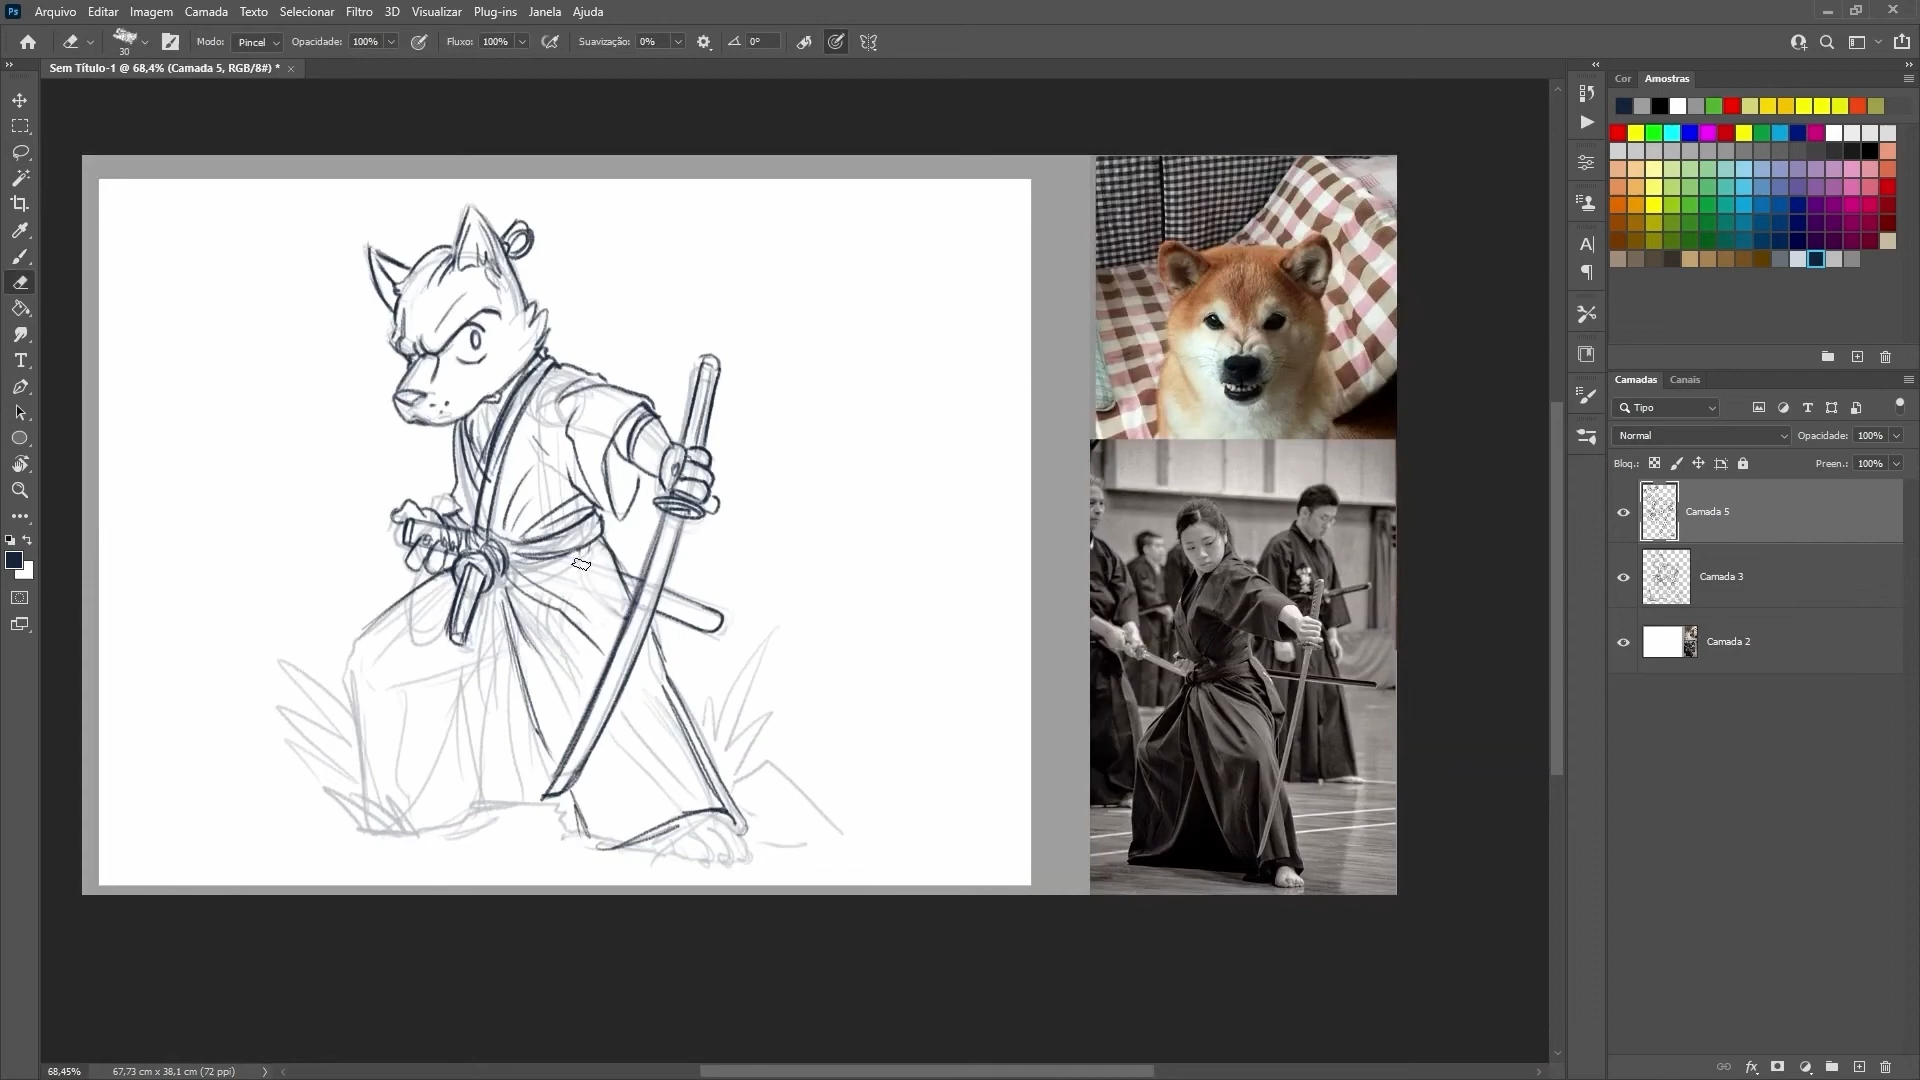 Ps Arquivo Editar Imagem Camada Texto Selecionar Filtro 3D Visualizar Plug-ins Janela Ajuda
30 Modo: Pincel Opacidade: 100% Fluxo: 100% Suavização: 0% 0°
Sem Título-1 @ 68,4% (Camada 5, RGB/8#) *
Cor Amostras
Camadas Canais
Tipo
Normal Opacidade: 100%
Bloq.: Preen.: 100%
Camada 5
Camada 3
Camada 2
68,45% 67,73 cm x 38,1 cm (72 ppi)